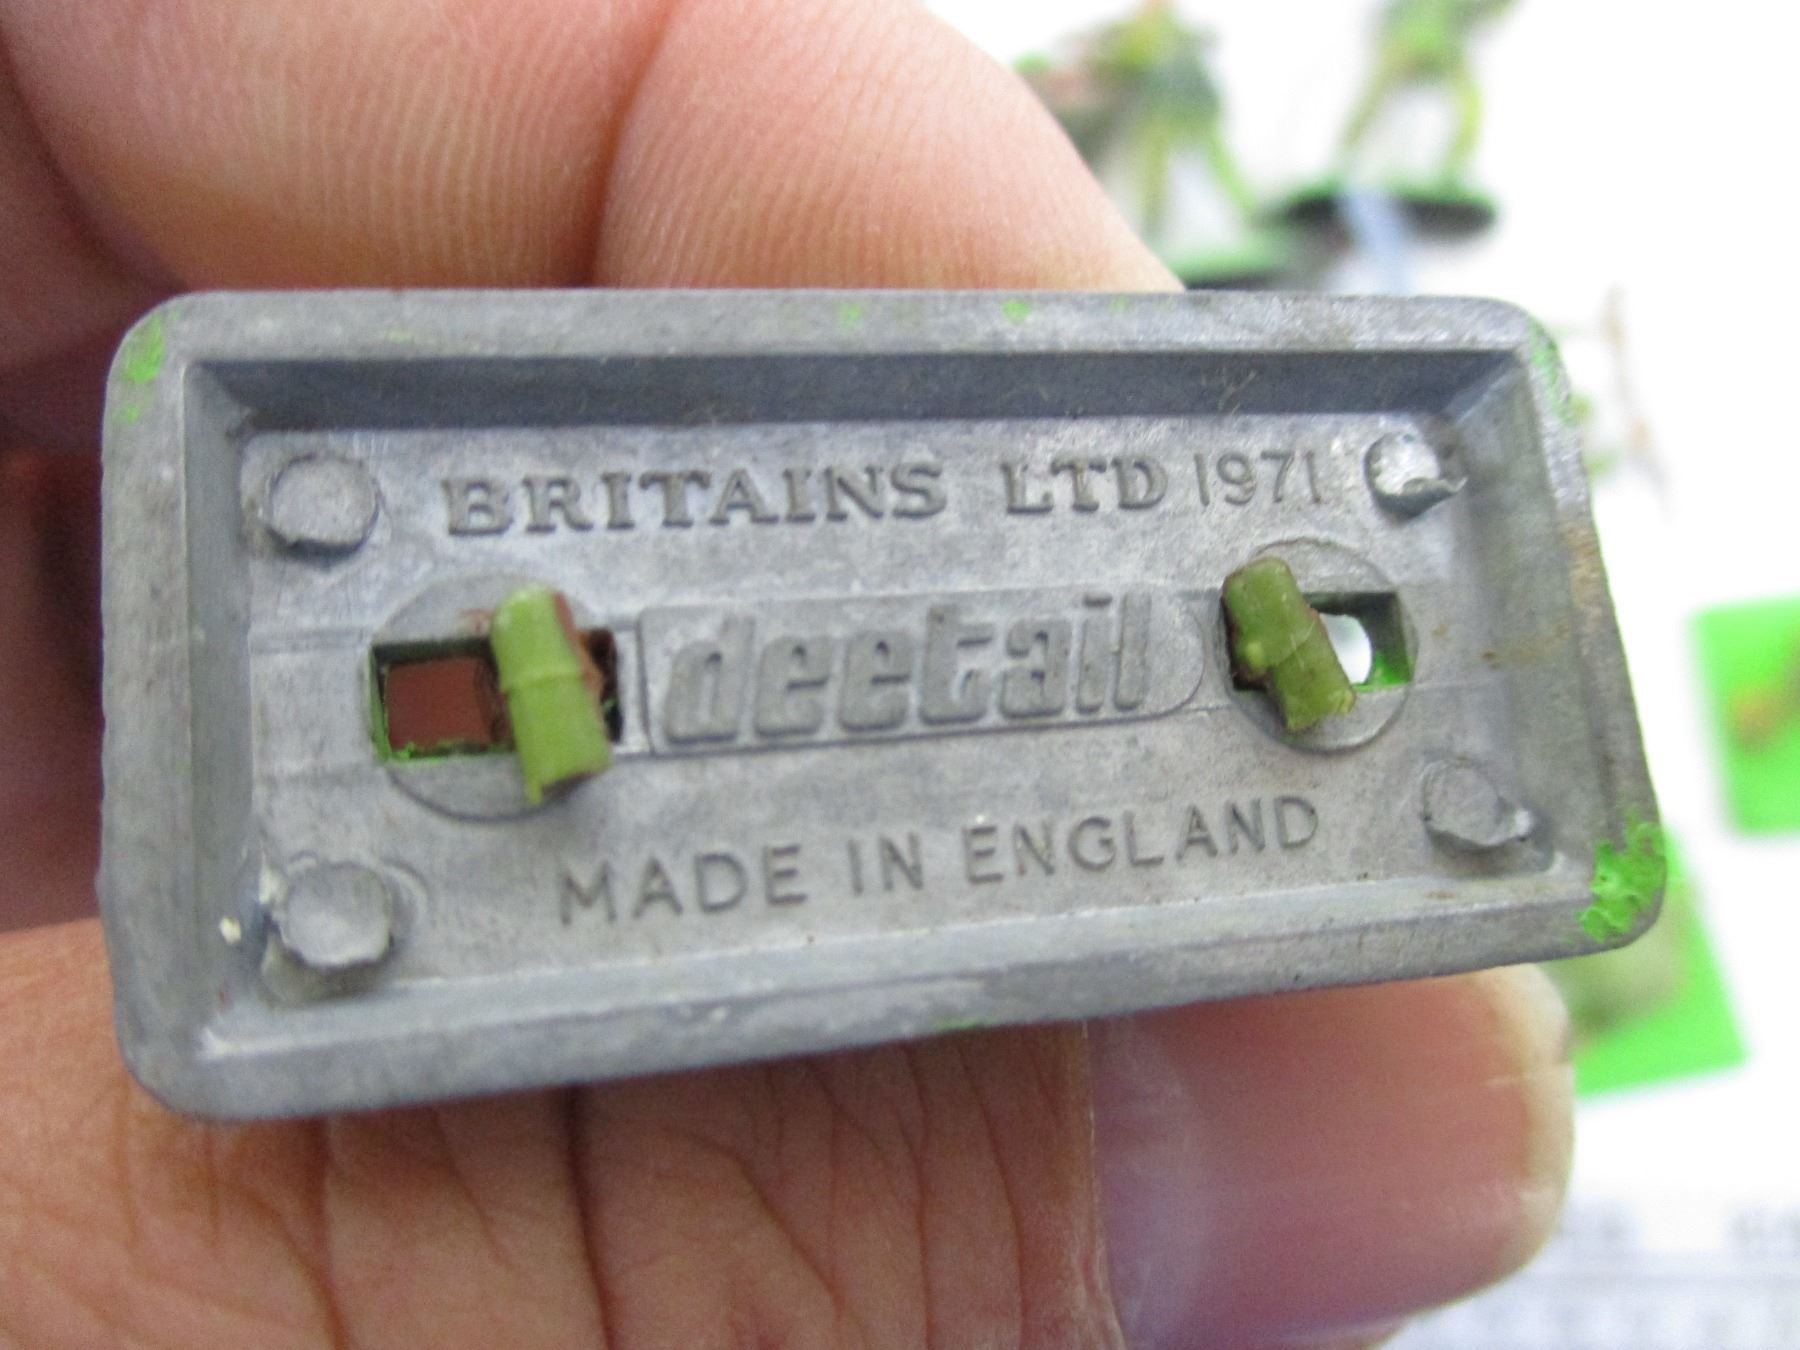 BRITAINS LTD 1971
deetail
MADE IN ENGLAND